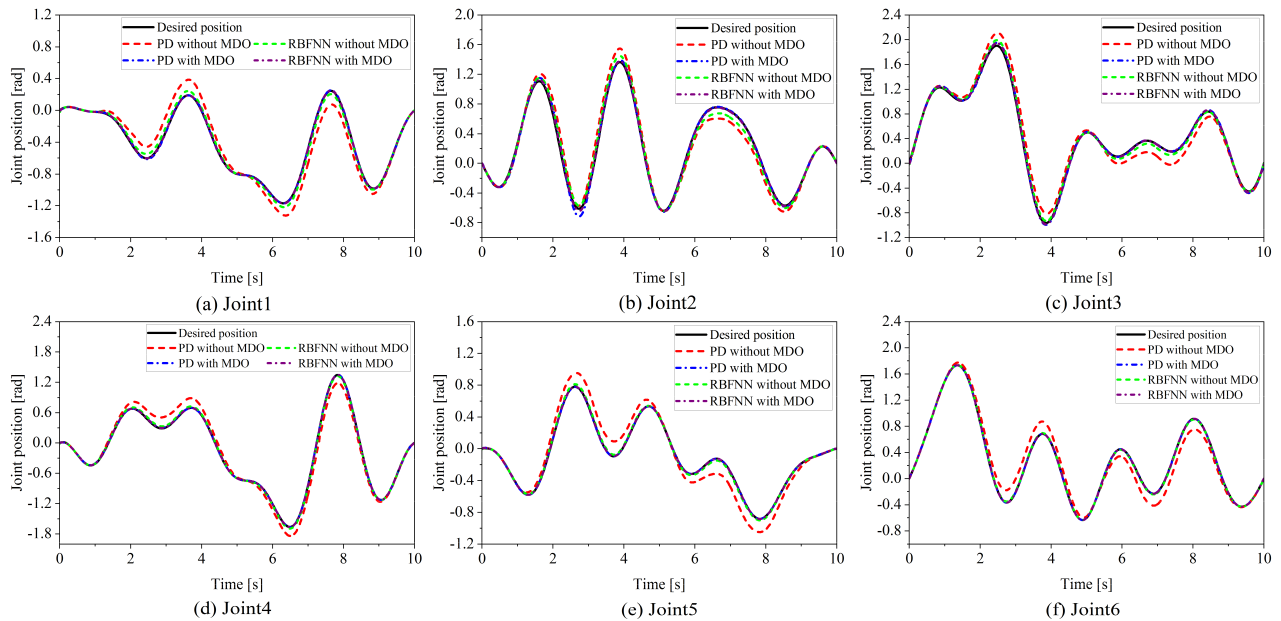 1.2
0.4
0.0
-0.8
-1.2
-1.6
Joint position [rad]
Desired position
PD without MDO
RBFNN without MDO
PD with MDO
RBFNN with MDO
0 2 4 6 8 10
Time [s]
(a) Joint1
2.0
1.6
1.2
0.8
0.4
0.0
-0.4
-0.8
Joint position [rad]
Desired position
PD without MDO
PD with MDO
RBFNN without MDO
RBFNN with MDO
0 2 4 6 8 10
Time [s]
(b) Joint2
2.4
2.0
1.6
1.2
0.8
0.4
0.0
-0.4
-0.8
-1.2
Joint position [rad]
Desired position
PD without MDO
PD with MDO
RBFNN without MDO
RBFNN with MDO
0 2 4 6 8 10
Time [s]
(c) Joint3
2.4
1.8
1.2
0.6
0.0
-0.6
-1.2
-1.8
Joint position [rad]
Desired position
PD without MDO
RBFNN without MDO
PD with MDO
RBFNN with MDO
0 2 4 6 8 10
Time [s]
(d) Joint4
1.6
1.2
0.8
0.4
0.0
-0.4
-0.8
-1.2
Joint position [rad]
Desired position
PD without MDO
PD with MDO
RBFNN without MDO
RBFNN with MDO
0 2 4 6 8 10
Time [s]
(e) Joint5
2.4
2.0
1.6
1.2
0.8
0.4
0.0
-0.4
-0.8
Joint position [rad]
Desired position
PD without MDO
PD with MDO
RBFNN without MDO
RBFNN with MDO
0 2 4 6 8 10
Time [s]
(f) Joint6